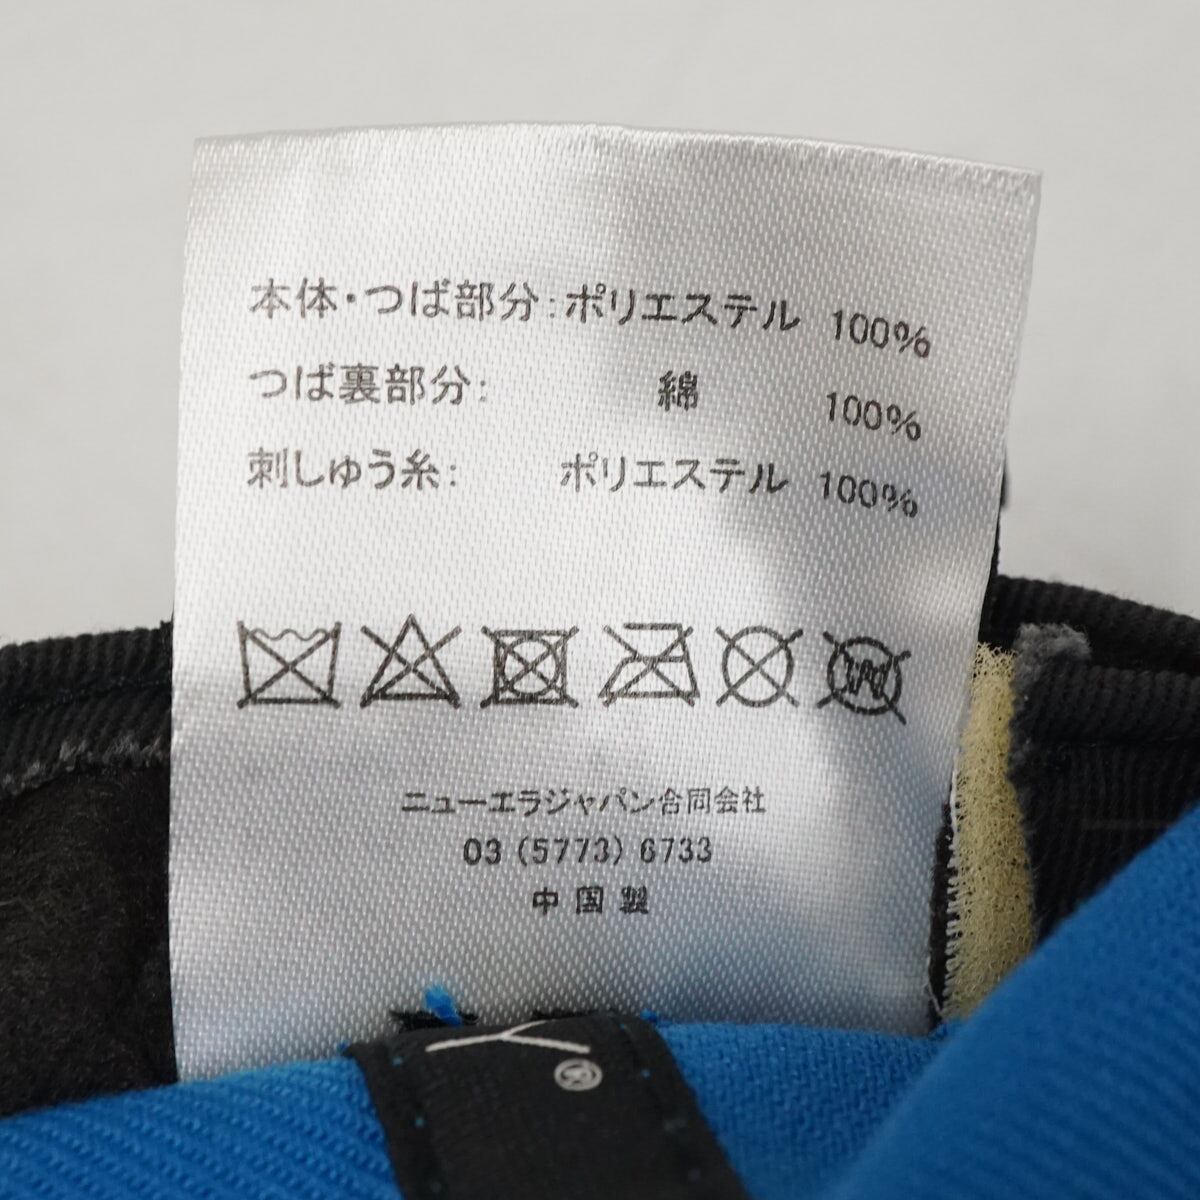 本体・つば部分:ポリエステル 100%
つば裏部分: 綿 100%
刺しゅう糸: ポリエステル 100%
ニューエラジャパン合同会社
03 (5773) 6733
中国製
Y®